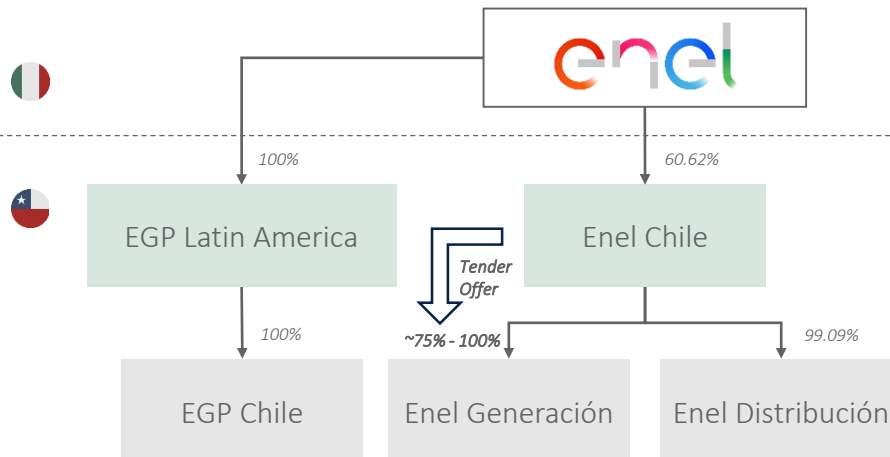 enel
100%
60.62%
EGP Latin America
Enel Chile
Tender
Offer
100%
~75% - 100%
99.09%
EGP Chile
Enel Generación
Enel Distribución